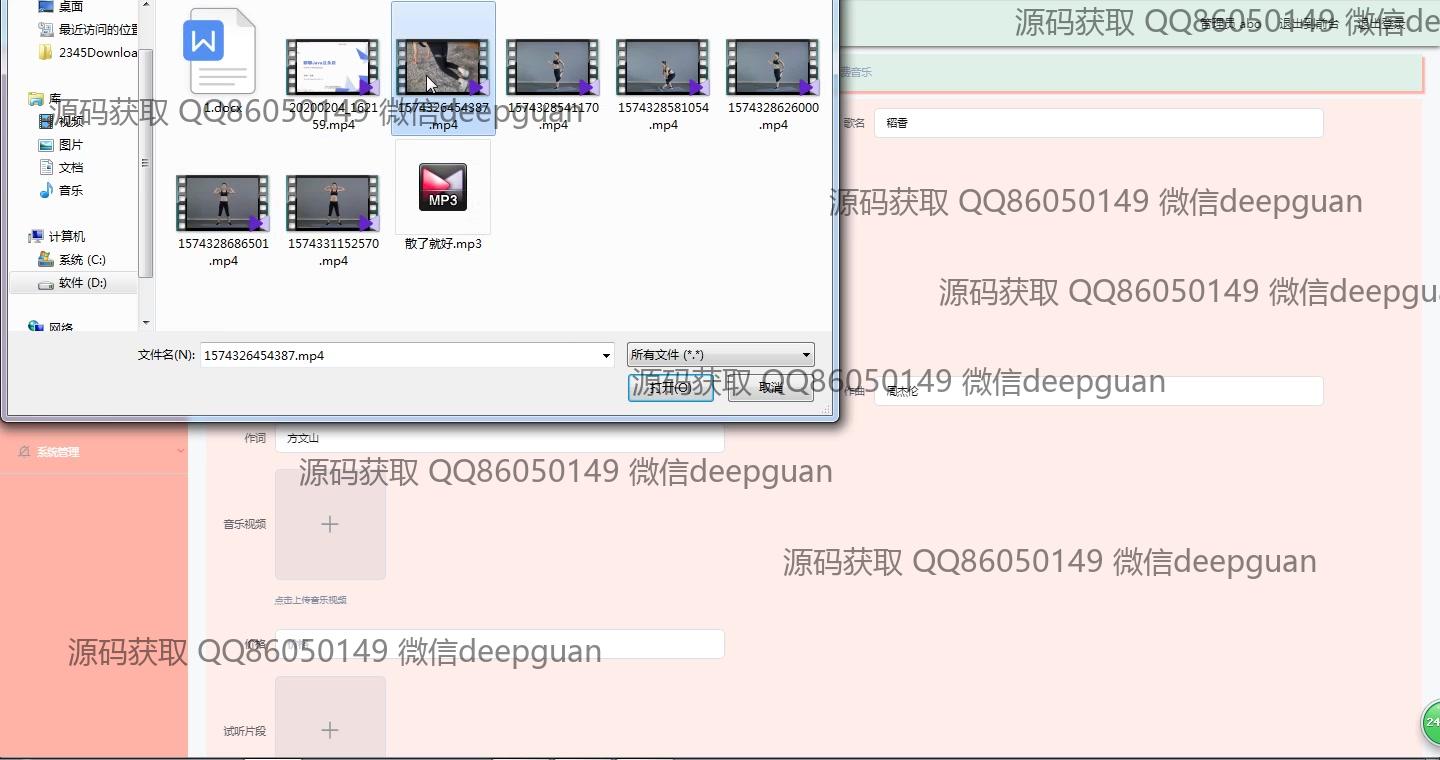 桌面
最近访问的位置
2345Downloa
库
视频
图片
文档
音乐
计算机
系统 (C:)
软件 (D:)
网络
1.docx
20200204_162159.mp4
1574326454387.mp4
1574328541170.mp4
1574328581054.mp4
1574328626000.mp4
1574328686501.mp4
1574331152570.mp4
MP3
散了就好.mp3
文件名(N):
1574326454387.mp4
所有文件 (*.*)
打开(O)
取消
管理员 abo
退出到前台
退出登录
费音乐
歌名
稻香
作曲
周杰伦
系统管理
作词
方文山
音乐视频
点击上传音乐视频
价格
价格
试听片段
24
源码获取 QQ86050149 微信de
源码获取 QQ86050149 微信deepguan
源码获取 QQ86050149 微信deepguan
源码获取 QQ86050149 微信deepgu
源码获取 QQ86050149 微信deepguan
源码获取 QQ86050149 微信deepguan
源码获取 QQ86050149 微信deepguan
源码获取 QQ86050149 微信deepguan